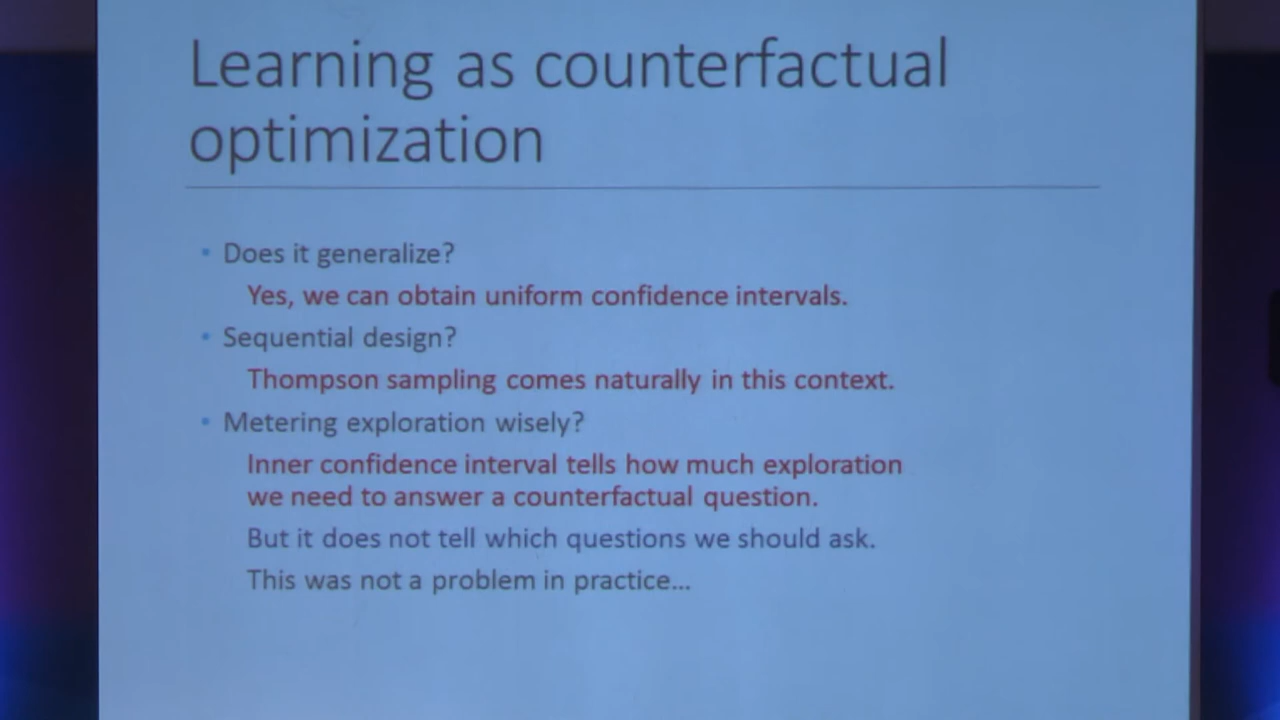 Learning as counterfactual
optimization
• Does it generalize?
Yes, we can obtain uniform confidence intervals.
• Sequential design?
Thompson sampling comes naturally in this context.
• Metering exploration wisely?
Inner confidence interval tells how much exploration
we need to answer a counterfactual question.
But it does not tell which questions we should ask.
This was not a problem in practice...